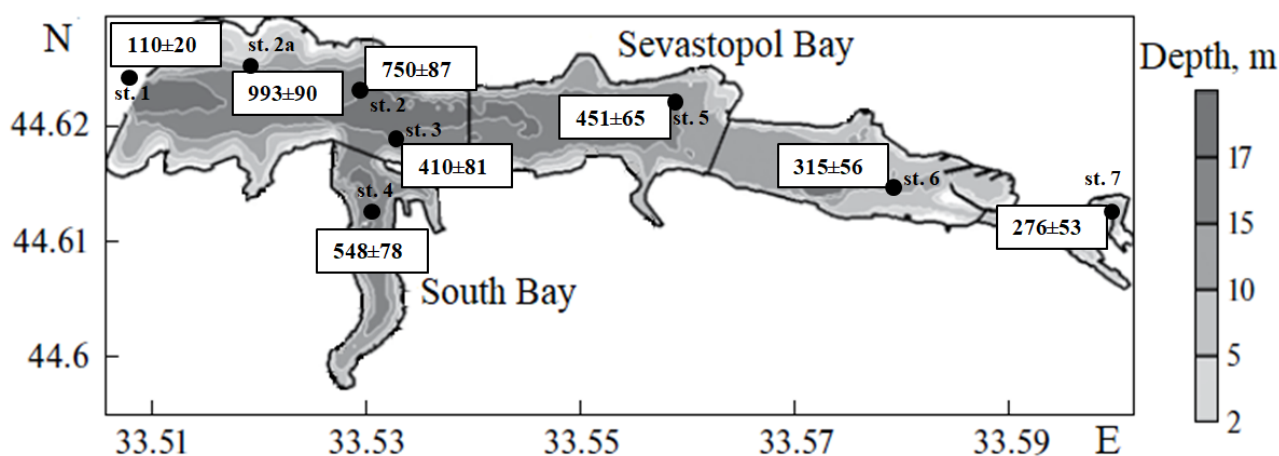 N
110±20
st. 2a
Sevastopol Bay
Depth, m
750±87
st. 1
993±90
st. 2
451±65
st. 5
44.62
st. 3
17
410±81
315±56
st. 6
st. 7
st. 4
15
44.61
548±78
276±53
South Bay
10
44.6
5
2
33.51
33.53
33.55
33.57
33.59
E